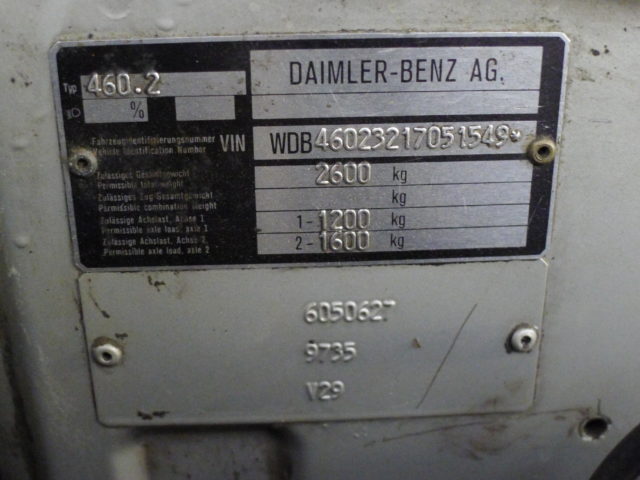 Typ 460.2
DAIMLER-BENZ AG.
%
Fahrzeugidentifizierungsnummer
Vehicle Identification Number
VIN WDB46023217051549*
Zulässiges Gesamtgewicht
Permissible total weight
2600 kg
Zulässiges Zug Gesamtgewicht
Permissible combination weight
kg
Zulässige Achslast, Achse 1
Permissible axle load, axle 1
1-1200 kg
Zulässige Achslast, Achse 2
Permissible axle load, axle 2
2-1600 kg
6050627
9735
V29